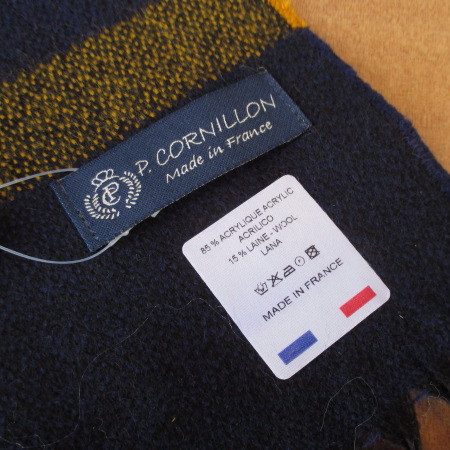 P. CORNILLON
Made in France
85 % ACRYLIQUE ACRYLIC
ACRILICO
15 % LAINE - WOOL
LANA
MADE IN FRANCE